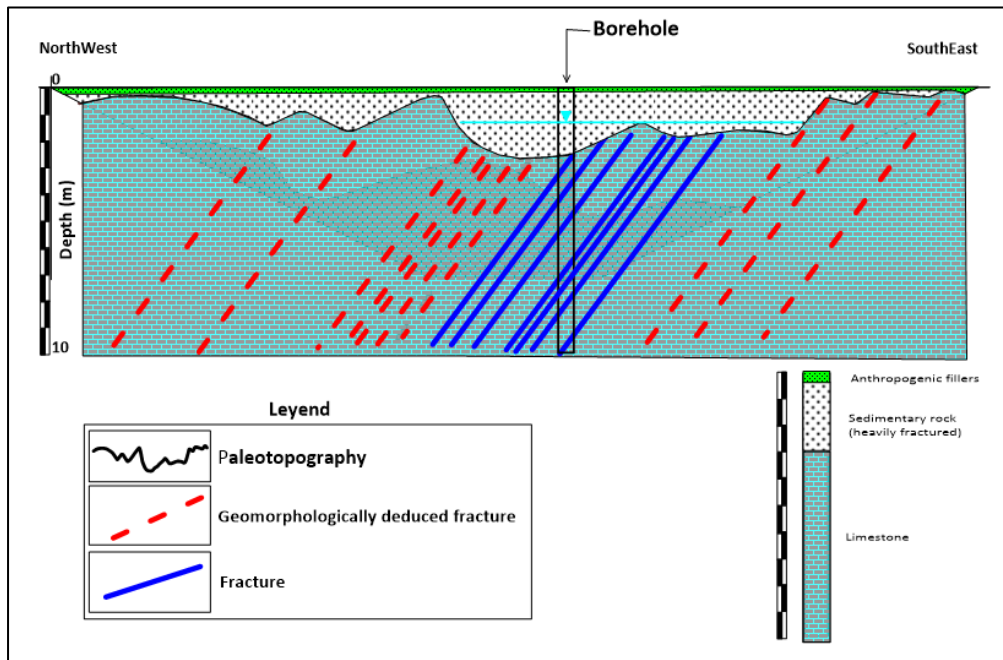 Borehole
NorthWest
SouthEast
0
Depth (m)
10
Leyend
Paleotopography
Geomorphologically deduced fracture
Fracture
Anthropogenic fillers
Sedimentary rock
(heavily fractured)
Limestone